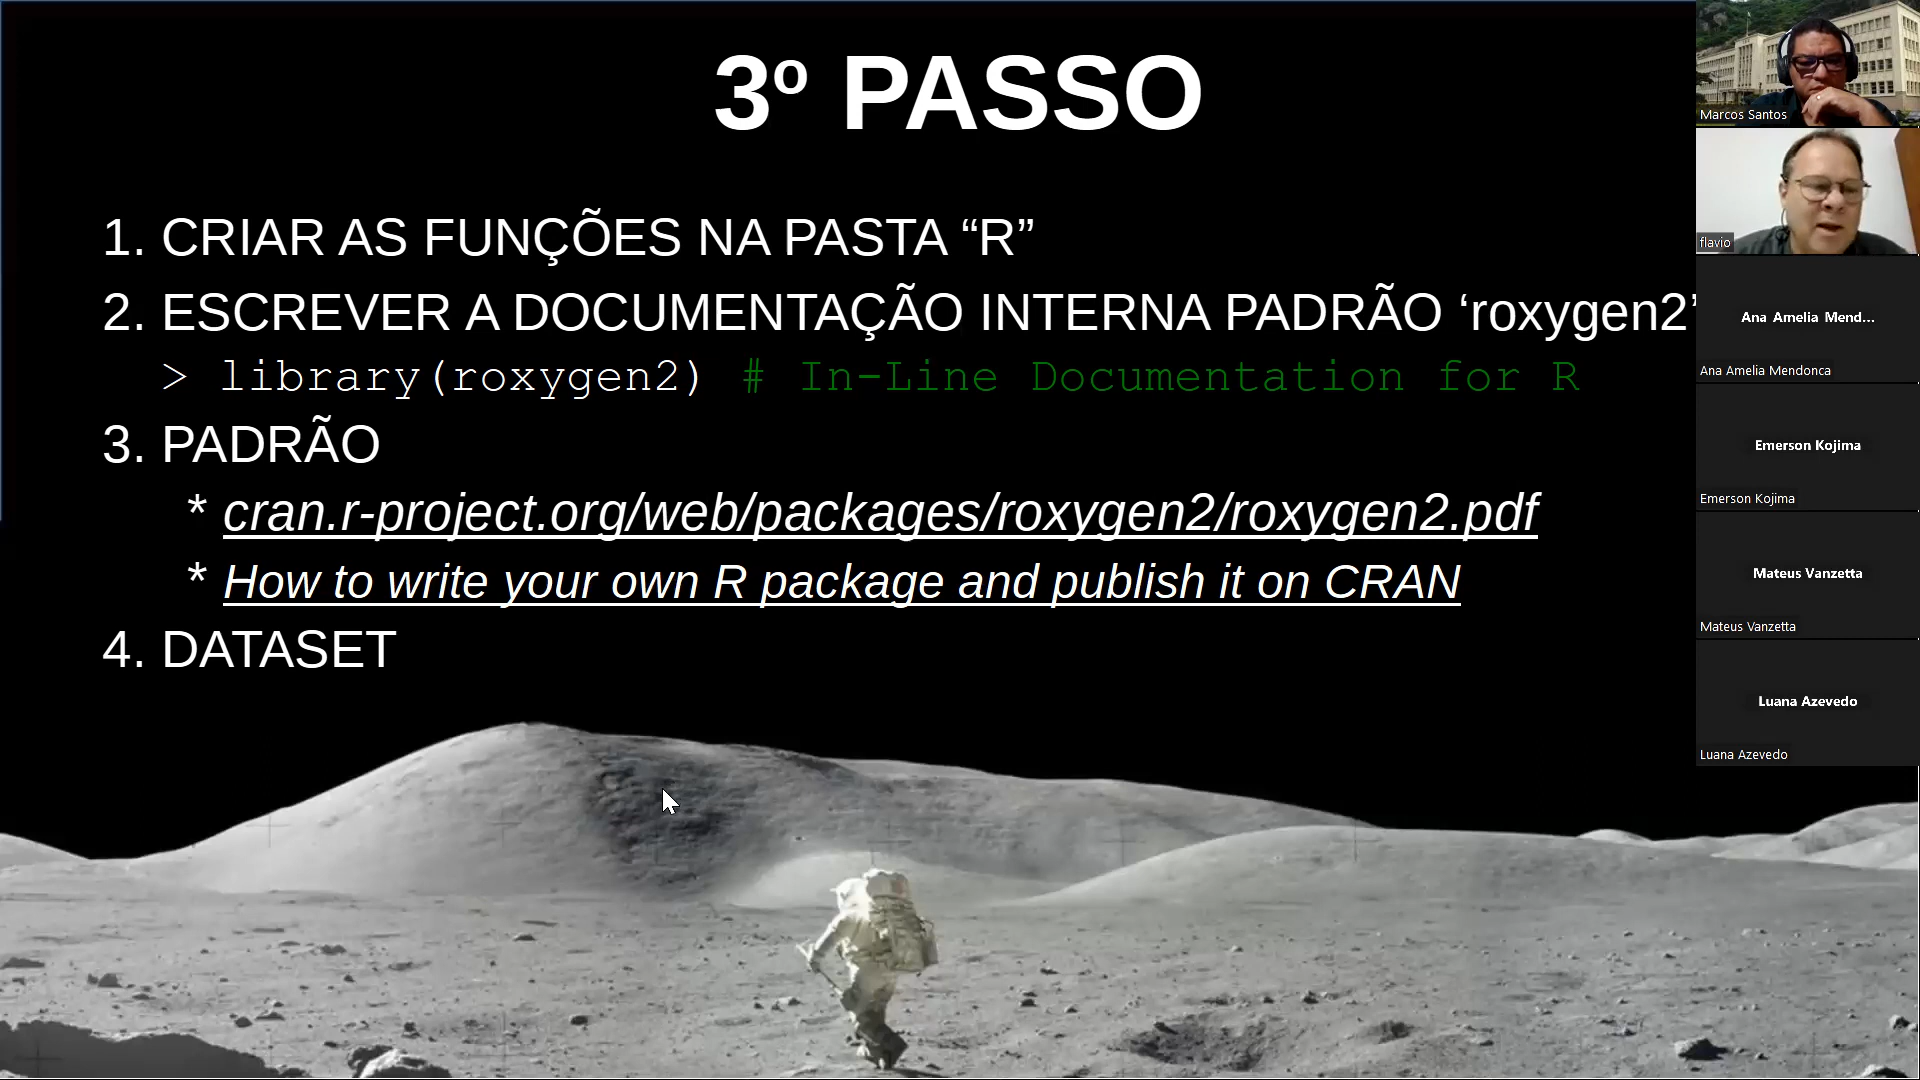 3º PASSO
1. CRIAR AS FUNÇÕES NA PASTA “R”
2. ESCREVER A DOCUMENTAÇÃO INTERNA PADRÃO ‘roxygen2’
> library(roxygen2) # In-Line Documentation for R
3. PADRÃO
* cran.r-project.org/web/packages/roxygen2/roxygen2.pdf
* How to write your own R package and publish it on CRAN
4. DATASET
Marcos Santos
flavio
Ana Amelia Mend...
Ana Amelia Mendonca
Emerson Kojima
Emerson Kojima
Mateus Vanzetta
Mateus Vanzetta
Luana Azevedo
Luana Azevedo